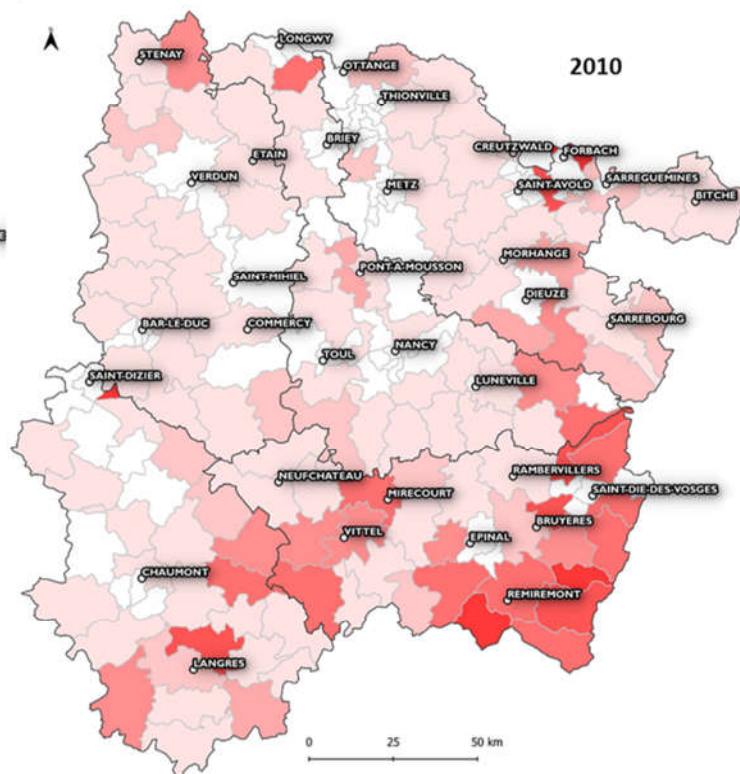 LONGWY
STENAY
OTTANGE
2010
THIONVILLE
BRIEY
CREUTZWALD
FORBACH
ETAIN
VERDUN
METZ
SAINT-AVOLD
SARREGUEMINES
BITCHE
MORHANGE
PONT-A-MOUSSON
SAINT-MIHIEL
DIEUZE
BAR-LE-DUC
COMMERCY
SARREBOURG
NANCY
TOUL
SAINT-DIZIER
LUNEVILLE
NEUFCHATEAU
RAMBERVILLERS
MIRECOURT
SAINT-DIE-DES-VOSGES
BRUYERES
VITTEL
EPINAL
CHAUMONT
REMIREMONT
LANGRES
0 25 50 km